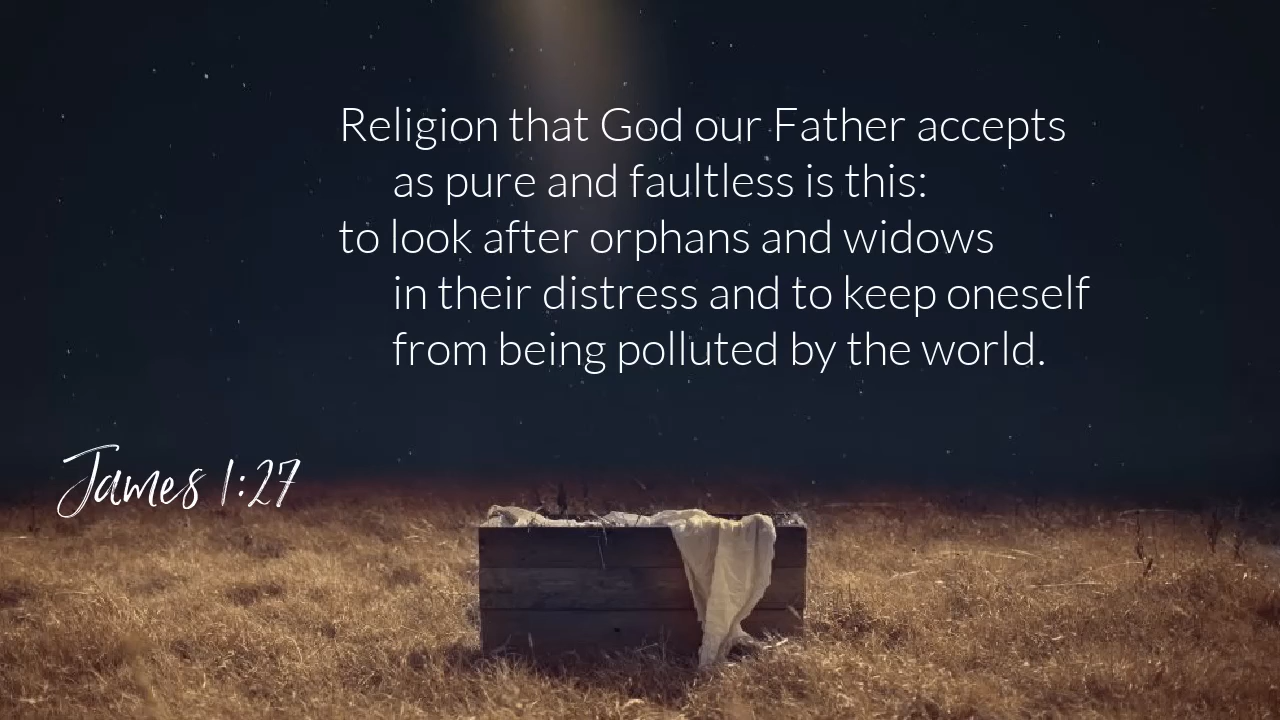 Religion that God our Father accepts
as pure and faultless is this:
to look after orphans and widows
in their distress and to keep oneself
from being polluted by the world.
James 1:27